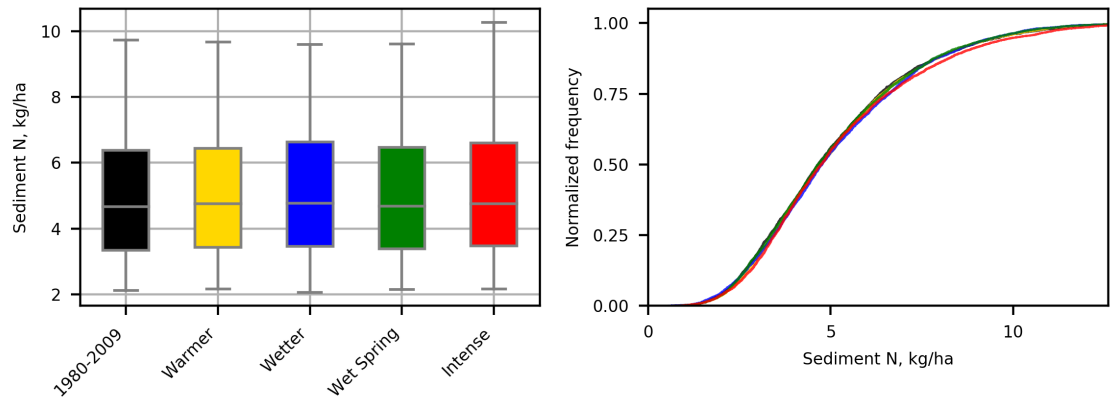 Sediment N, kg/ha
10
8
6
4
2
1980-2009
Warmer
Wetter
Wet Spring
Intense
Normalized frequency
1.00
0.75
0.50
0.25
0.00
0
5
10
Sediment N, kg/ha